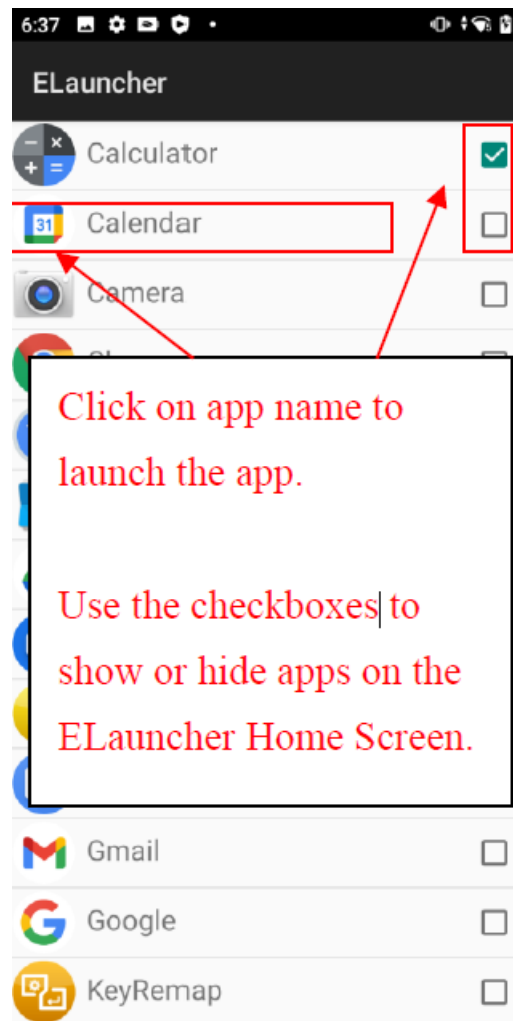 6:37
ELauncher
Calculator
31 Calendar
Camera
Click on app name to
launch the app.
Use the checkboxes to
show or hide apps on the
ELauncher Home Screen.
Gmail
Google
KeyRemap